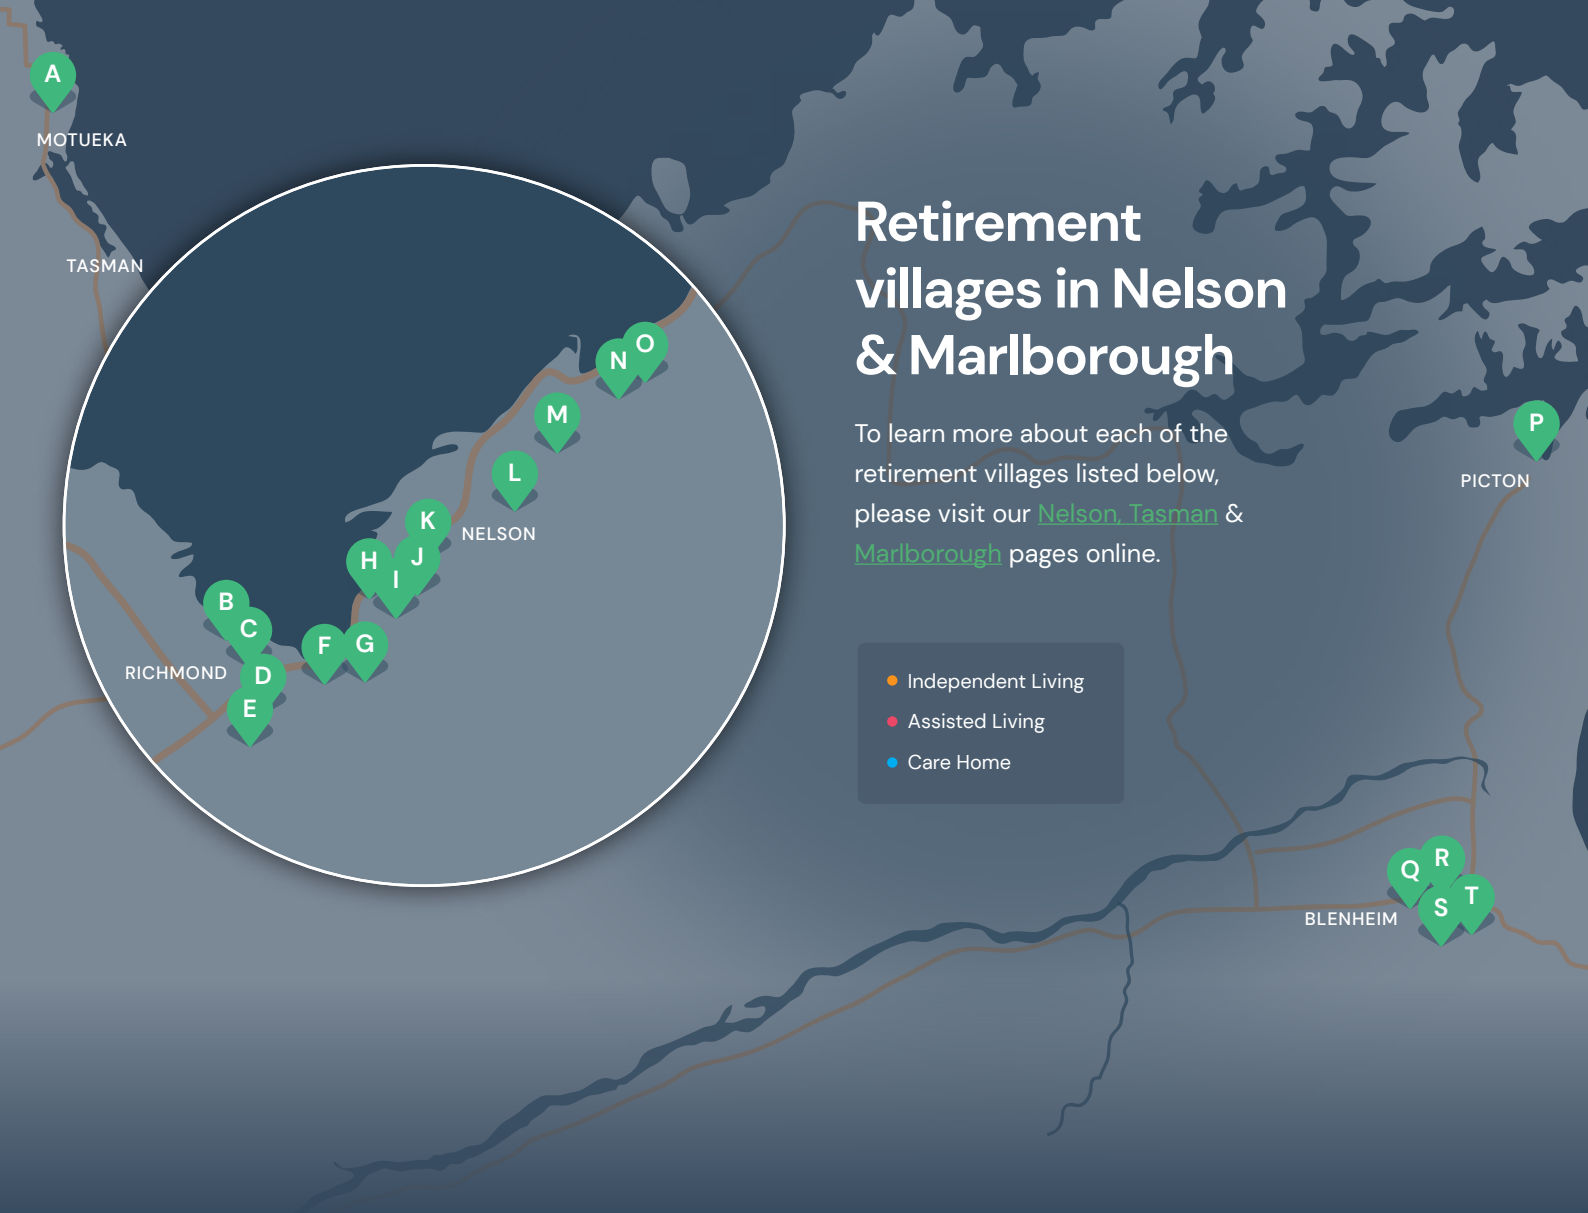 A
MOTUEKA
TASMAN
Retirement
villages in Nelson
& Marlborough
To learn more about each of the
retirement villages listed below,
please visit our Nelson, Tasman &
Marlborough pages online.
Independent Living
Assisted Living
Care Home
O
N
M
L
K
NELSON
J
H
I
B
C
F
G
RICHMOND
D
E
P
PICTON
R
Q
T
S
BLENHEIM